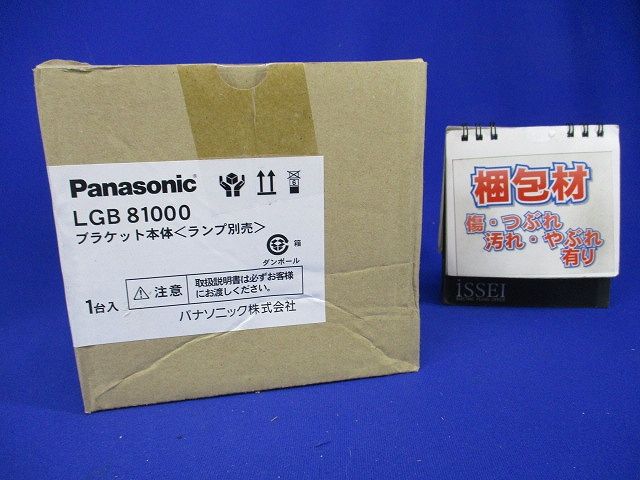 Panasonic
LGB 81000
ブラケット本体<ランプ別売>
箱
ダンボール
1台入
注意
取扱説明書は必ずお客様
にお渡しください。
パナソニック株式会社
梱包材
傷・つぶれ
汚れ・やぶれ
有り
iSSEI